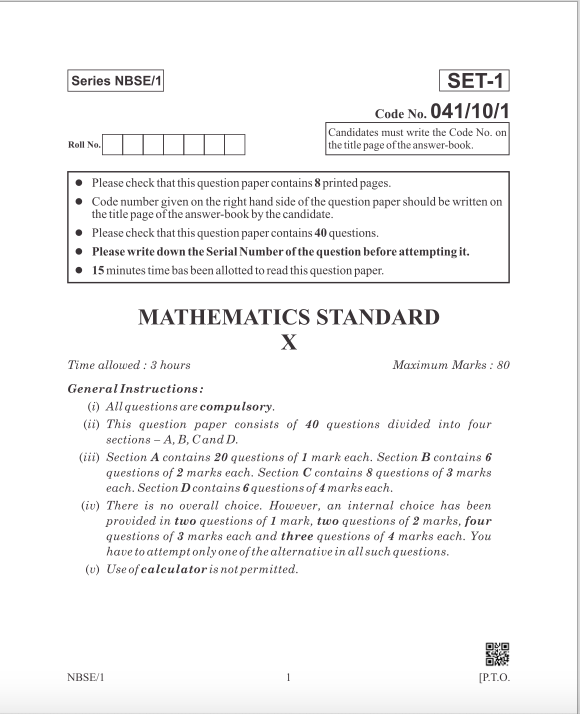 Series NBSE/1
SET-1
Code No. 041/10/1
Roll No.
Candidates must write the Code No. on
the title page of the answer-book.
● Please check that this question paper contains 8 printed pages.
● Code number given on the right hand side of the question paper should be written on
the title page of the answer-book by the candidate.
● Please check that this question paper contains 40 questions.
● Please write down the Serial Number of the question before attempting it.
● 15 minutes time bas been allotted to read this question paper.
MATHEMATICS STANDARD
X
Time allowed : 3 hours
Maximum Marks : 80
General Instructions :
(i) All questions are compulsory.
(ii) This question paper consists of 40 questions divided into four
sections – A, B, C and D.
(iii) Section A contains 20 questions of 1 mark each. Section B contains 6
questions of 2 marks each. Section C contains 8 questions of 3 marks
each. Section D contains 6 questions of 4 marks each.
(iv) There is no overall choice. However, an internal choice has been
provided in two questions of 1 mark, two questions of 2 marks, four
questions of 3 marks each and three questions of 4 marks each. You
have to attempt only one of the alternative in all such questions.
(v) Use of calculator is not permitted.
NBSE/1
1
[P.T.O.